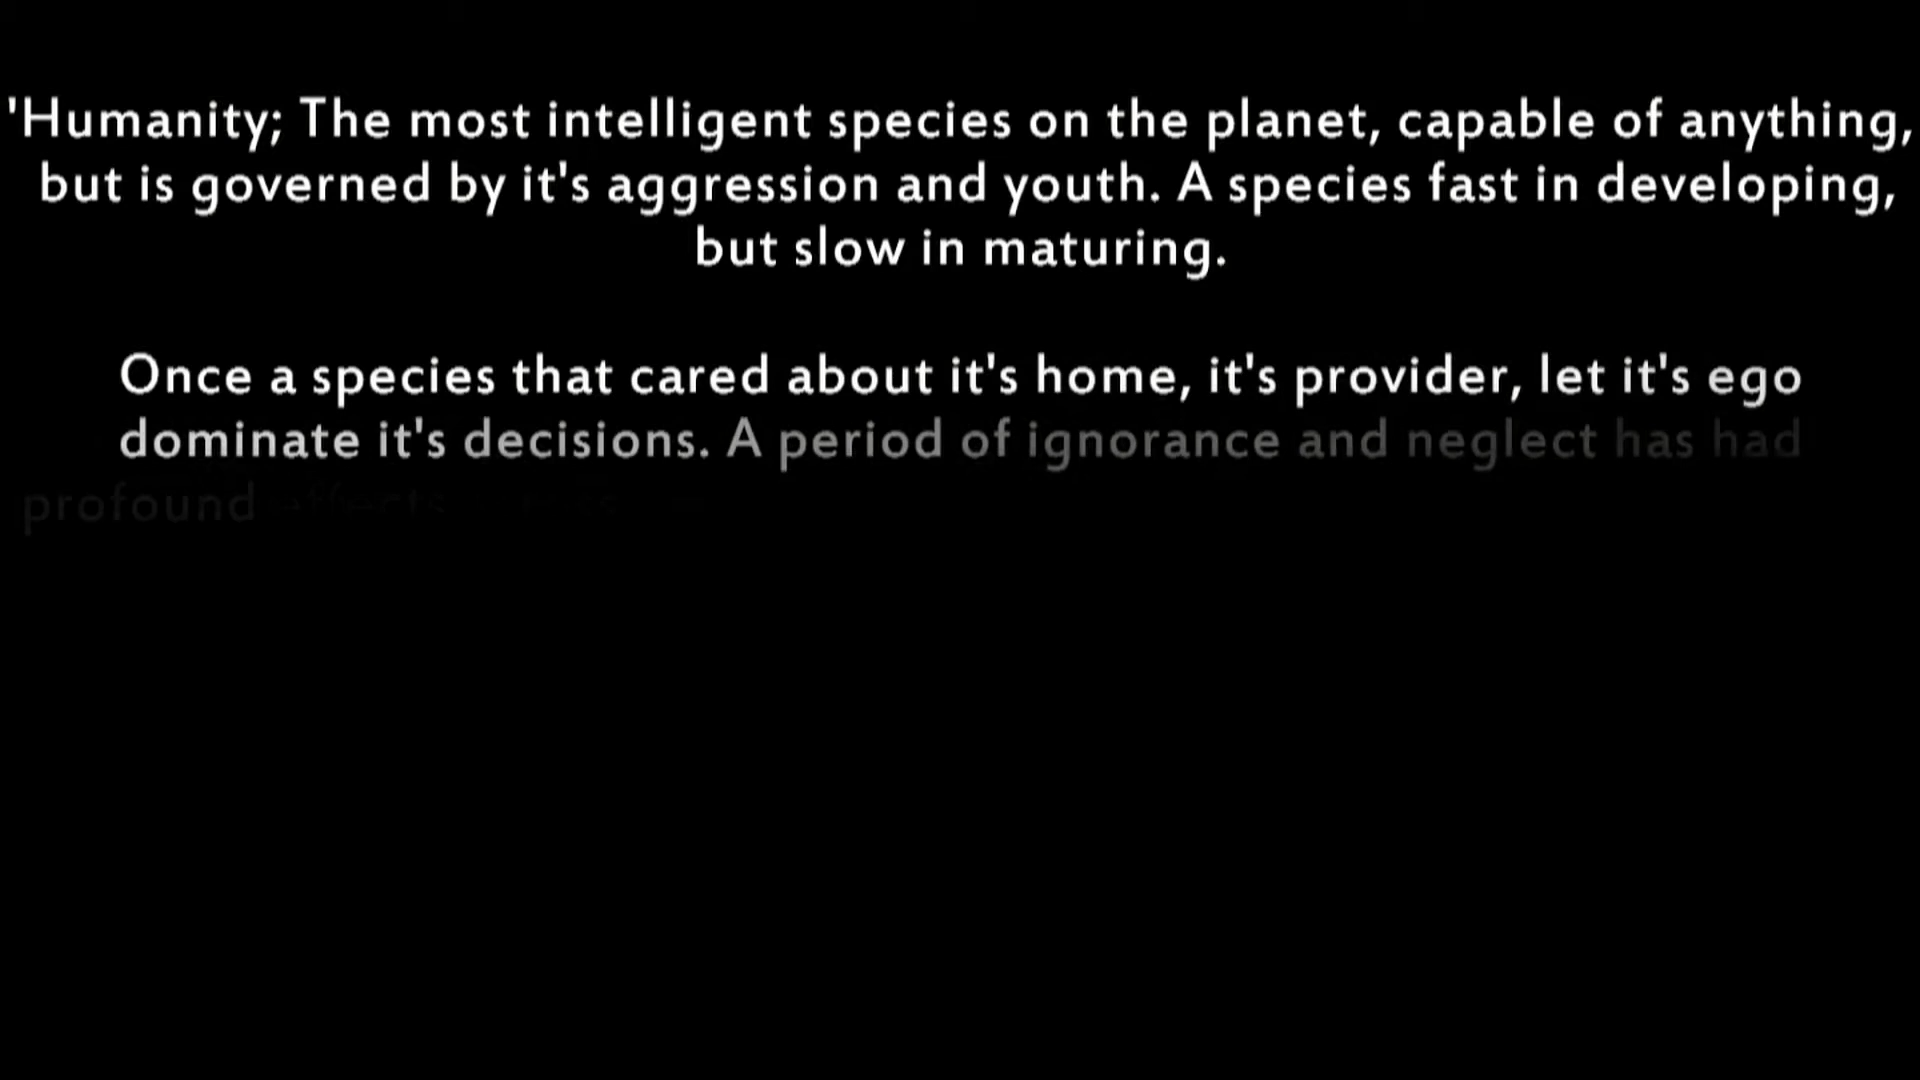 'Humanity; The most intelligent species on the planet, capable of anything,
but is governed by it's aggression and youth. A species fast in developing,
but slow in maturing.
Once a species that cared about it's home, it's provider, let it's ego
dominate it's decisions. A period of ignorance and neglect has had
profound effects